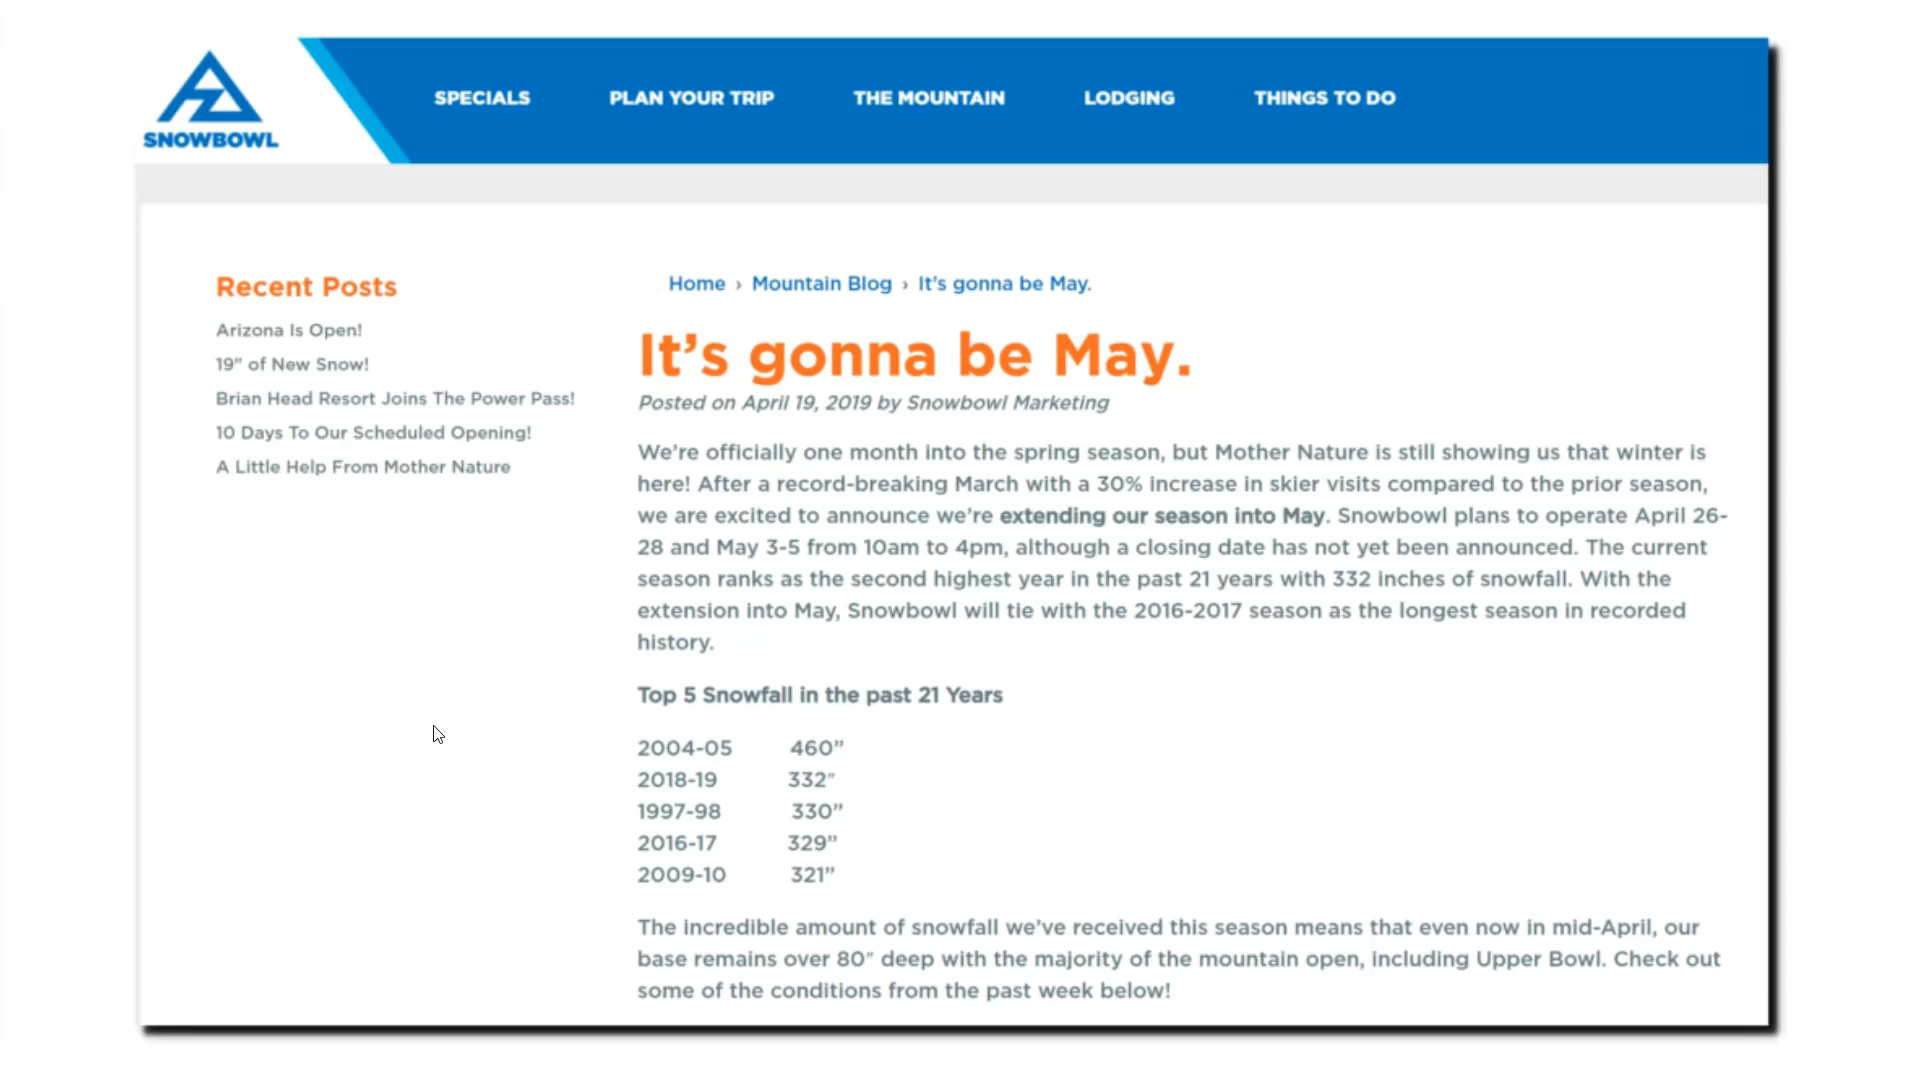 SNOWBOWL
SPECIALS
PLAN YOUR TRIP
THE MOUNTAIN
LODGING
THINGS TO DO
Recent Posts
Arizona Is Open!
19" of New Snow!
Brian Head Resort Joins The Power Pass!
10 Days To Our Scheduled Opening!
A Little Help From Mother Nature
Home › Mountain Blog › It's gonna be May.
It's gonna be May.
Posted on April 19, 2019 by Snowbowl Marketing
We're officially one month into the spring season, but Mother Nature is still showing us that winter is
here! After a record-breaking March with a 30% increase in skier visits compared to the prior season,
we are excited to announce we're extending our season into May. Snowbowl plans to operate April 26-
28 and May 3-5 from 10am to 4pm, although a closing date has not yet been announced. The current
season ranks as the second highest year in the past 21 years with 332 inches of snowfall. With the
extension into May, Snowbowl will tie with the 2016-2017 season as the longest season in recorded
history.
Top 5 Snowfall in the past 21 Years
2004-05 460”
2018-19 332″
1997-98 330”
2016-17 329”
2009-10 321”
The incredible amount of snowfall we've received this season means that even now in mid-April, our
base remains over 80″ deep with the majority of the mountain open, including Upper Bowl. Check out
some of the conditions from the past week below!